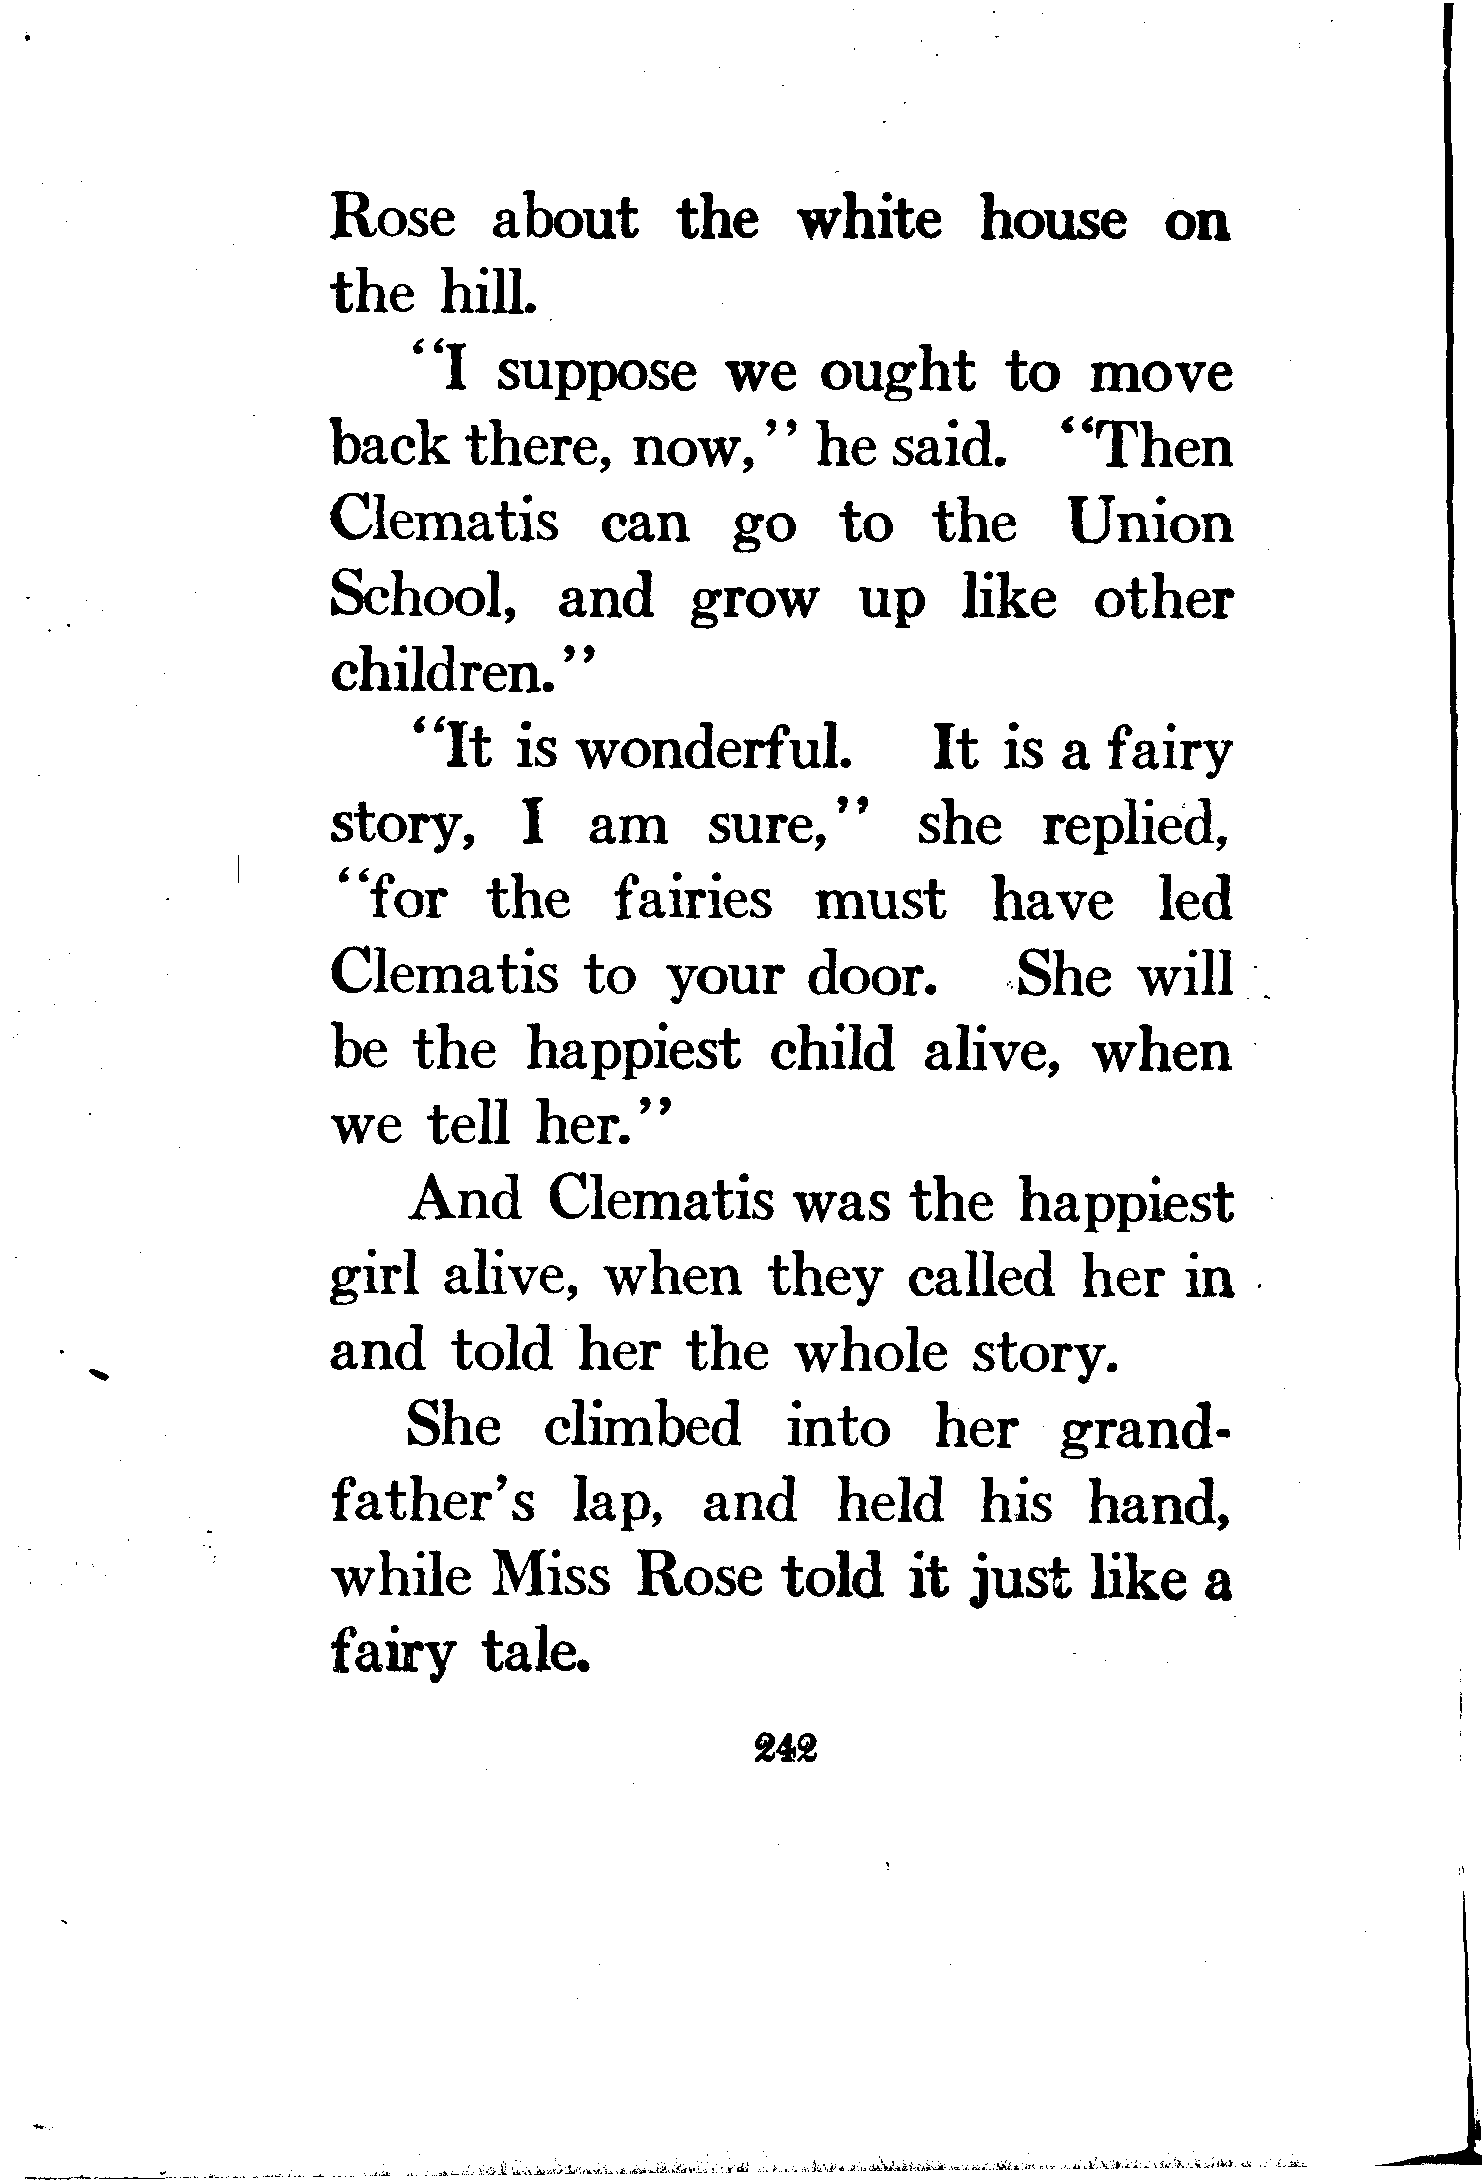 Rose about the white house on
the hill.
"I suppose we ought to move
back there, now," he said. "Then
Clematis can go to the Union
School, and grow up like other
children."
"It is wonderful. It is a fairy
story, I am sure," she replied,
"for the fairies must have led
Clematis to your door. She will
be the happiest child alive, when
we tell her."
And Clematis was the happiest
girl alive, when they called her in
and told her the whole story.
She climbed into her grand-
father's lap, and held his hand,
while Miss Rose told it just like a
fairy tale.
242